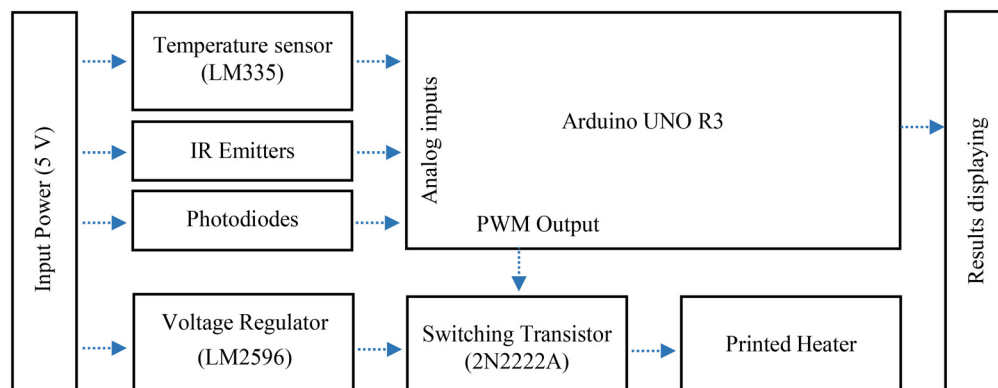 Input Power (5 V)
Temperature sensor
(LM335)
IR Emitters
Photodiodes
Voltage Regulator
(LM2596)
Analog inputs
Arduino UNO R3
PWM Output
Switching Transistor
(2N2222A)
Printed Heater
Results displaying